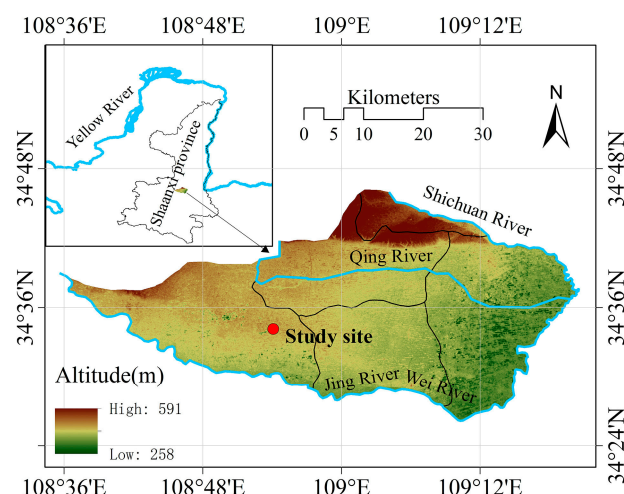 108°36'E 108°48'E 109°E 109°12'E
Yellow River
Shaanxi province
Kilometers
0 5 10 20 30
N
34°48'N 34°48'N
Shichuan River
Qing River
34°36'N 34°36'N
Study site
Jing River Wei River
Altitude(m)
High: 591
Low: 258
34°24'N 34°24'N
108°36'E 108°48'E 109°E 109°12'E